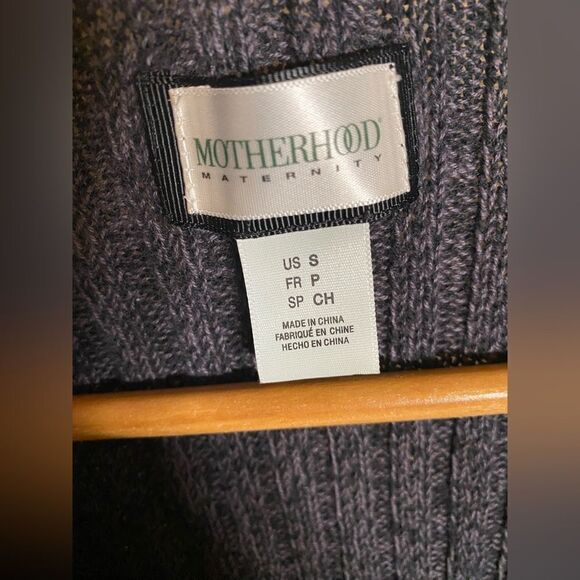 MOTHERHOOD®
MATERNITY
US S
FR P
SP CH
MADE IN CHINA
FABRIQUÉ EN CHINE
HECHO EN CHINA